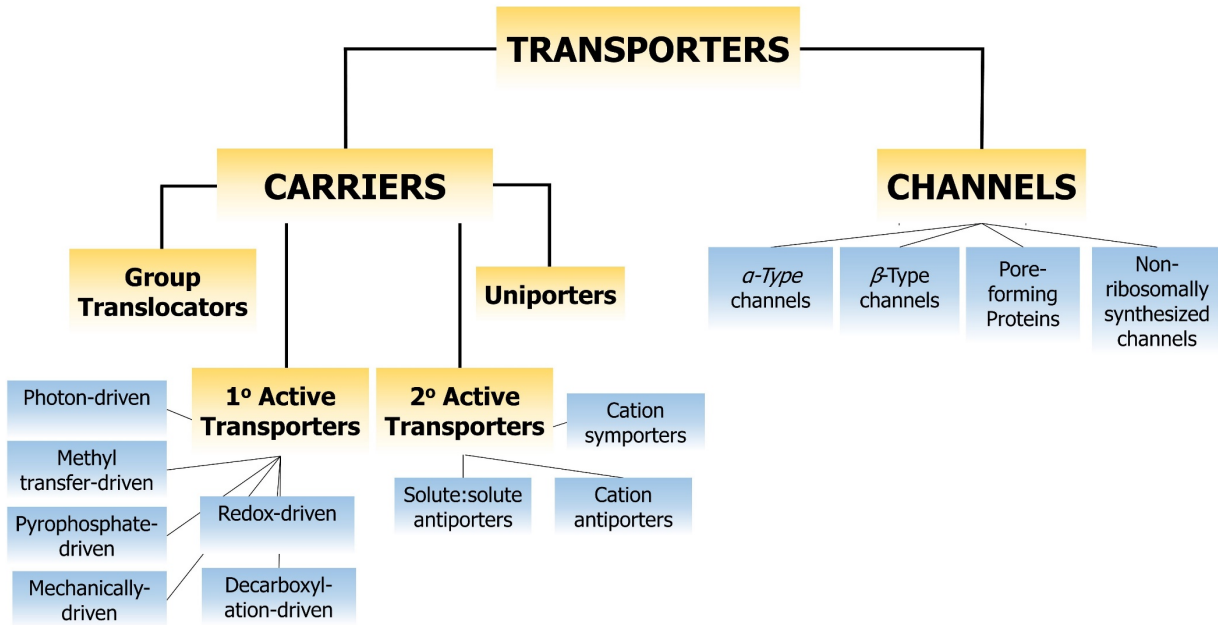 TRANSPORTERS
CARRIERS
CHANNELS
Group
Translocators
Uniporters
α-Type
channels
β-Type
channels
Pore-
forming
Proteins
Non-
ribosomally
synthesized
channels
1º Active
Transporters
2º Active
Transporters
Photon-driven
Methyl
transfer-driven
Pyrophosphate-
driven
Mechanically-
driven
Redox-driven
Decarboxyl-
ation-driven
Cation
symporters
Solute:solute
antiporters
Cation
antiporters